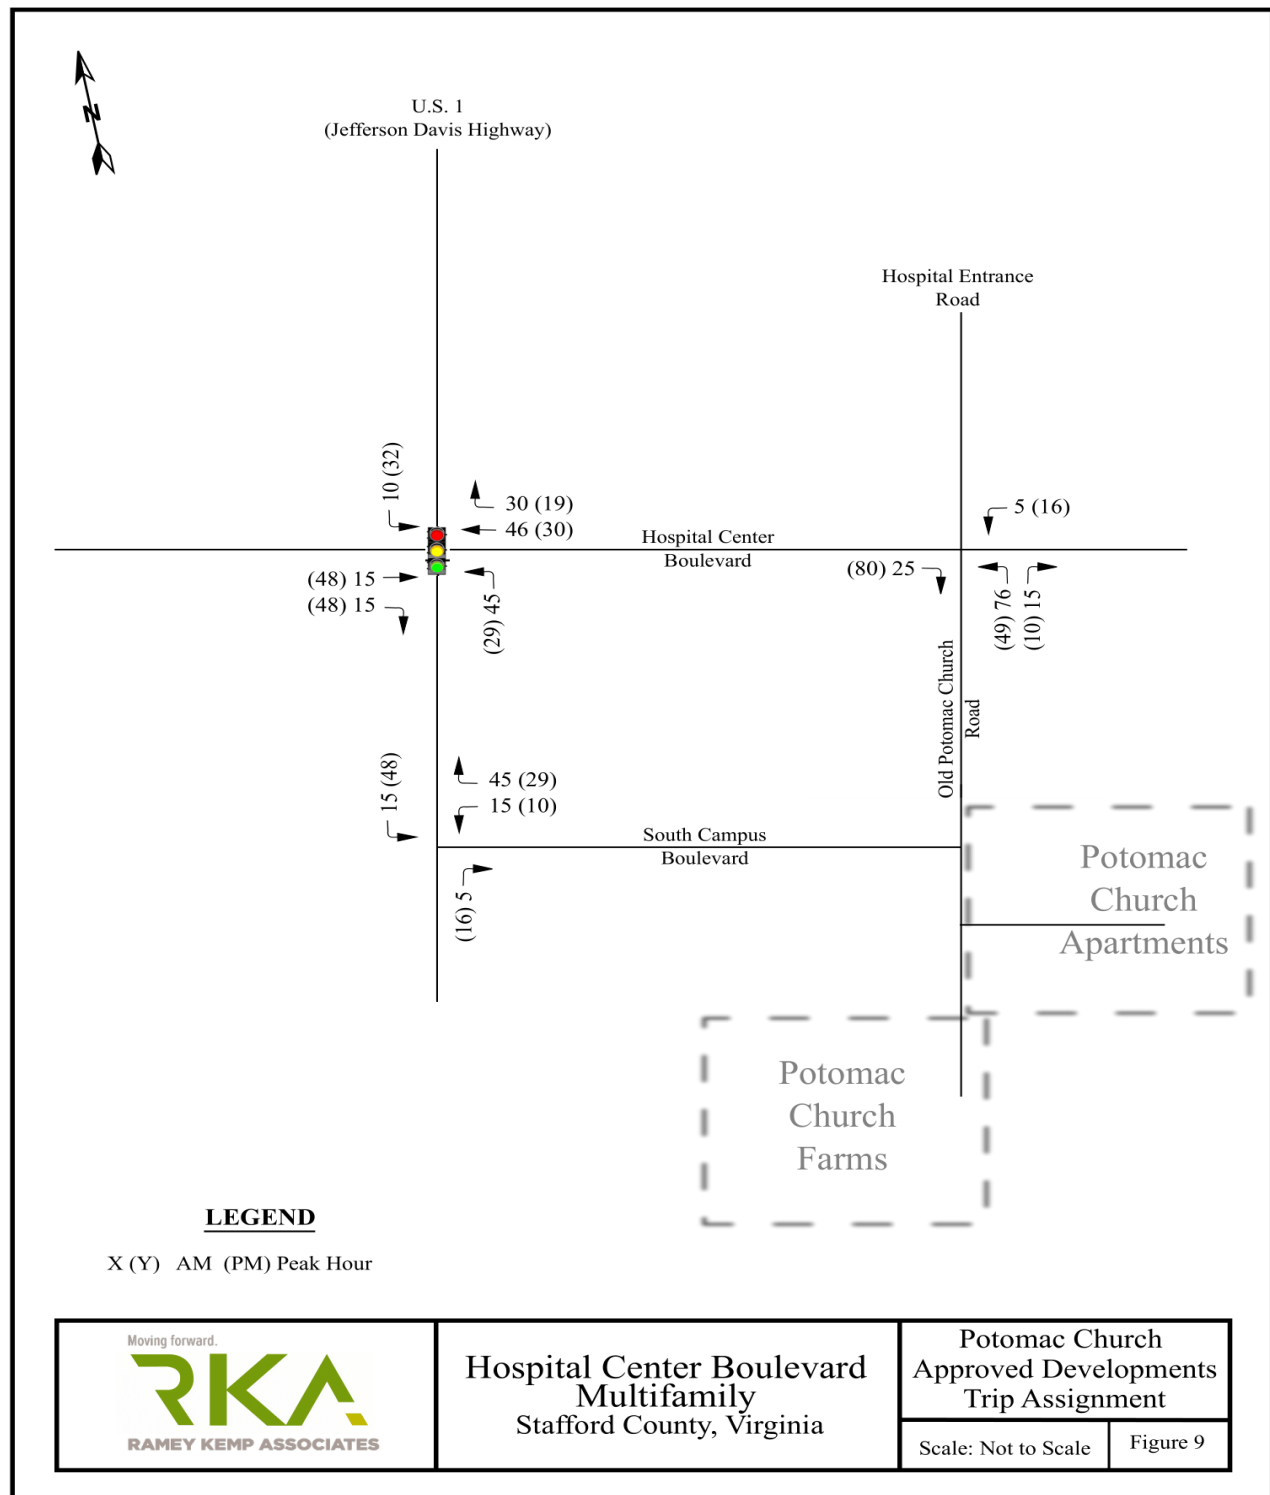 N
U.S. 1
(Jefferson Davis Highway)
Hospital Entrance
Road
10 (32)
30 (19)
46 (30)
Hospital Center
Boulevard
5 (16)
(48) 15
(48) 15
(29) 45
(80) 25
(49) 76
(10) 15
Old Potomac Church
Road
15 (48)
45 (29)
15 (10)
South Campus
Boulevard
(16) 5
Potomac
Church
Apartments
Potomac
Church
Farms
LEGEND
X (Y) AM (PM) Peak Hour
Moving forward.
RKA
RAMEY KEMP ASSOCIATES
Hospital Center Boulevard
Multifamily
Stafford County, Virginia
Potomac Church
Approved Developments
Trip Assignment
Scale: Not to Scale
Figure 9